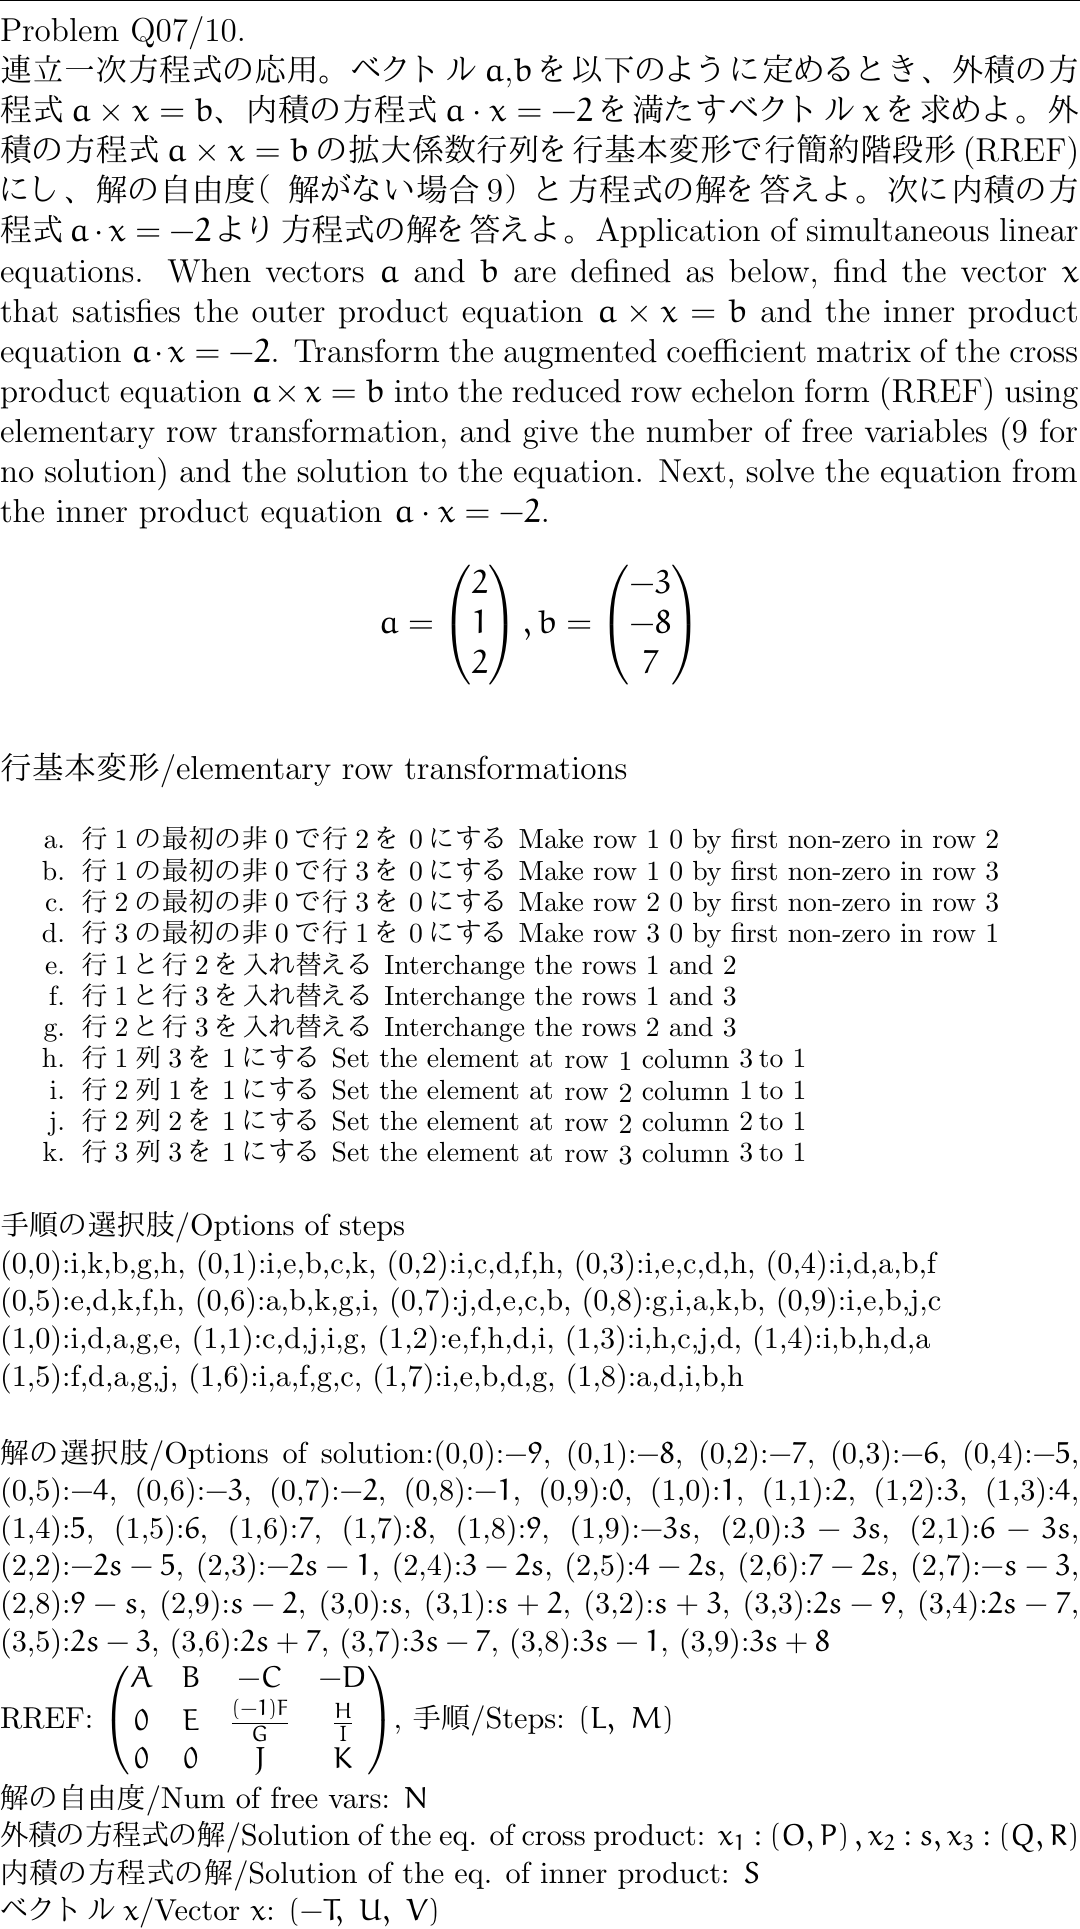 Problem Q07/10.
連立一次方程式の応用。ベクトル a,b を以下のように定めるとき、外積の方
程式 a × x = b、内積の方程式 a · x = −2 を満たすベクトル x を求めよ。外
積の方程式 a × x = b の拡大係数行列を行基本変形で行簡約階段形 (RREF)
にし、解の自由度（解がない場合 9）と方程式の解を答えよ。次に内積の方
程式 a · x = −2 より方程式の解を答えよ。Application of simultaneous linear
equations. When vectors a and b are defined as below, find the vector x
that satisfies the outer product equation a × x = b and the inner product
equation a · x = −2. Transform the augmented coefficient matrix of the cross
product equation a × x = b into the reduced row echelon form (RREF) using
elementary row transformation, and give the number of free variables (9 for
no solution) and the solution to the equation. Next, solve the equation from
the inner product equation a · x = −2.
a = (2 1 2), b = (−3 −8 7)
行基本変形/elementary row transformations
a. 行 1 の最初の非 0 で行 2 を 0 にする Make row 1 0 by first non-zero in row 2
b. 行 1 の最初の非 0 で行 3 を 0 にする Make row 1 0 by first non-zero in row 3
c. 行 2 の最初の非 0 で行 3 を 0 にする Make row 2 0 by first non-zero in row 3
d. 行 3 の最初の非 0 で行 1 を 0 にする Make row 3 0 by first non-zero in row 1
e. 行 1 と行 2 を入れ替える Interchange the rows 1 and 2
f. 行 1 と行 3 を入れ替える Interchange the rows 1 and 3
g. 行 2 と行 3 を入れ替える Interchange the rows 2 and 3
h. 行 1 列 3 を 1 にする Set the element at row 1 column 3 to 1
i. 行 2 列 1 を 1 にする Set the element at row 2 column 1 to 1
j. 行 2 列 2 を 1 にする Set the element at row 2 column 2 to 1
k. 行 3 列 3 を 1 にする Set the element at row 3 column 3 to 1
手順の選択肢/Options of steps
(0,0):i,k,b,g,h, (0,1):i,e,b,c,k, (0,2):i,c,d,f,h, (0,3):i,e,c,d,h, (0,4):i,d,a,b,f
(0,5):e,d,k,f,h, (0,6):a,b,k,g,i, (0,7):j,d,e,c,b, (0,8):g,i,a,k,b, (0,9):i,e,b,j,c
(1,0):i,d,a,g,e, (1,1):c,d,j,i,g, (1,2):e,f,h,d,i, (1,3):i,h,c,j,d, (1,4):i,b,h,d,a
(1,5):f,d,a,g,j, (1,6):i,a,f,g,c, (1,7):i,e,b,d,g, (1,8):a,d,i,b,h
解の選択肢/Options of solution:(0,0):−9, (0,1):−8, (0,2):−7, (0,3):−6, (0,4):−5,
(0,5):−4, (0,6):−3, (0,7):−2, (0,8):−1, (0,9):0, (1,0):1, (1,1):2, (1,2):3, (1,3):4,
(1,4):5, (1,5):6, (1,6):7, (1,7):8, (1,8):9, (1,9):−3s, (2,0):3 − 3s, (2,1):6 − 3s,
(2,2):−2s − 5, (2,3):−2s − 1, (2,4):3 − 2s, (2,5):4 − 2s, (2,6):7 − 2s, (2,7):−s − 3,
(2,8):9 − s, (2,9):s − 2, (3,0):s, (3,1):s + 2, (3,2):s + 3, (3,3):2s − 9, (3,4):2s − 7,
(3,5):2s − 3, (3,6):2s + 7, (3,7):3s − 7, (3,8):3s − 1, (3,9):3s + 8
A B −C −D
RREF: 0 E (−1)F/G H/I , 手順/Steps: (L, M)
0 0 J K
解の自由度/Num of free vars: N
外積の方程式の解/Solution of the eq. of cross product: x₁ : (O, P) , x₂ : s, x₃ : (Q, R)
内積の方程式の解/Solution of the eq. of inner product: S
ベクトル x/Vector x: (−T, U, V)